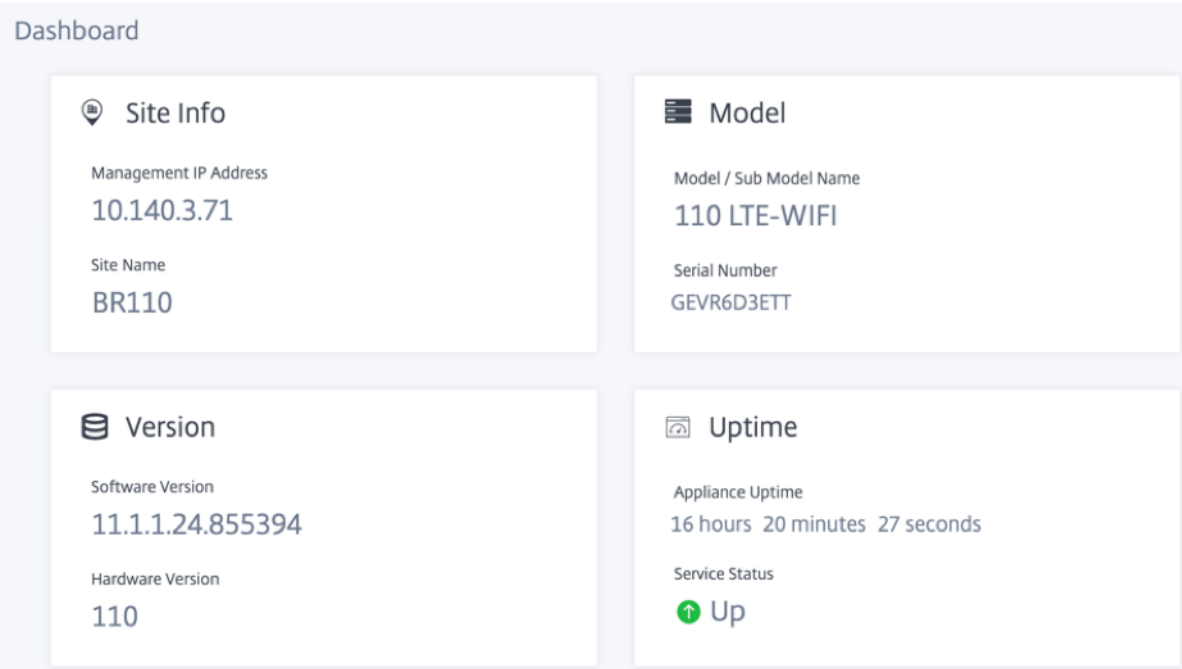 Dashboard
Site Info
Management IP Address
10.140.3.71
Site Name
BR110
Model
Model / Sub Model Name
110 LTE-WIFI
Serial Number
GEVR6D3ETT
Version
Software Version
11.1.1.24.855394
Hardware Version
110
Uptime
Appliance Uptime
16 hours 20 minutes 27 seconds
Service Status
Up